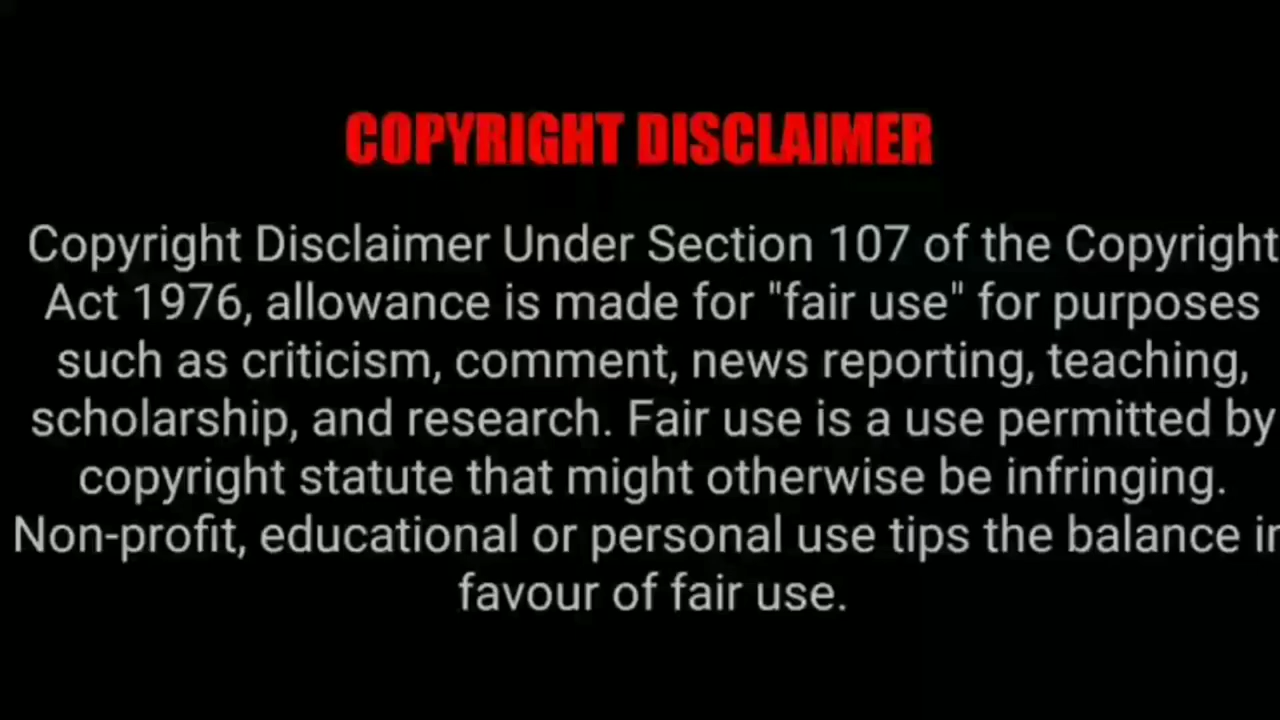 COPYRIGHT DISCLAIMER
Copyright Disclaimer Under Section 107 of the Copyright
Act 1976, allowance is made for "fair use" for purposes
such as criticism, comment, news reporting, teaching,
scholarship, and research. Fair use is a use permitted by
copyright statute that might otherwise be infringing.
Non-profit, educational or personal use tips the balance in
favour of fair use.